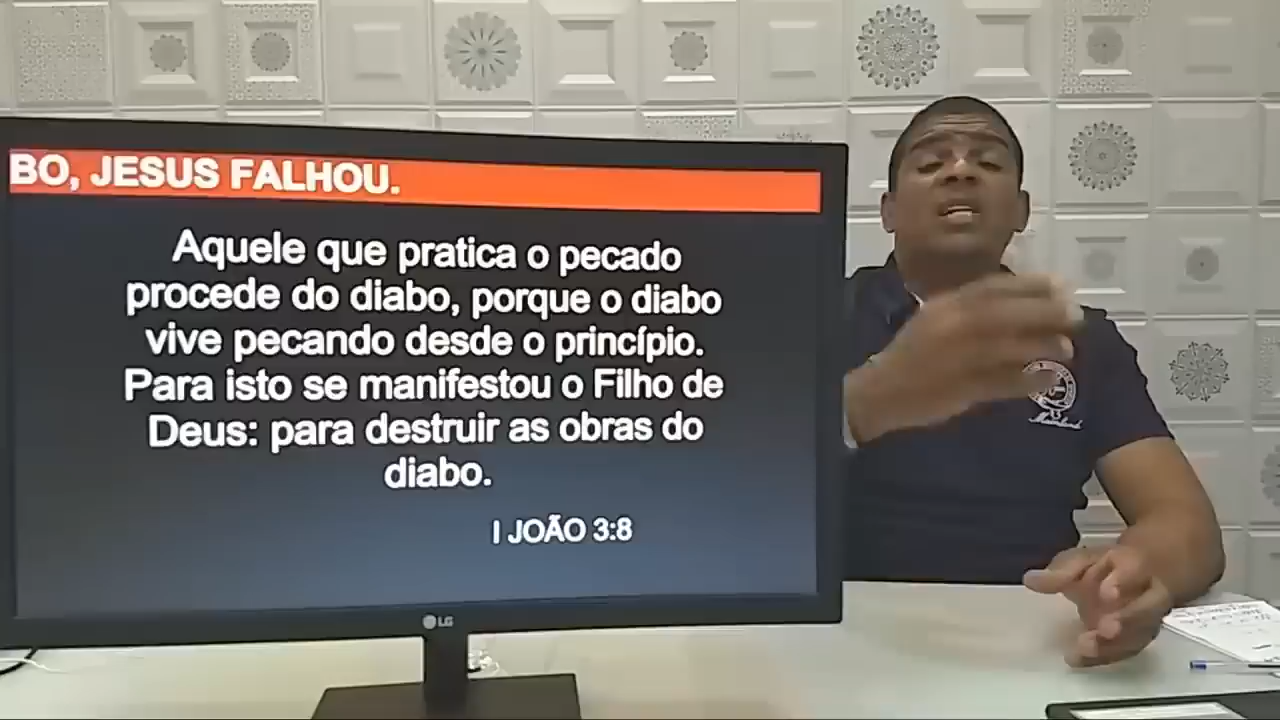 BO, JESUS FALHOU.
Aquele que pratica o pecado
procede do diabo, porque o diabo
vive pecando desde o princípio.
Para isto se manifestou o Filho de
Deus: para destruir as obras do
diabo.
I JOÃO 3:8
LG